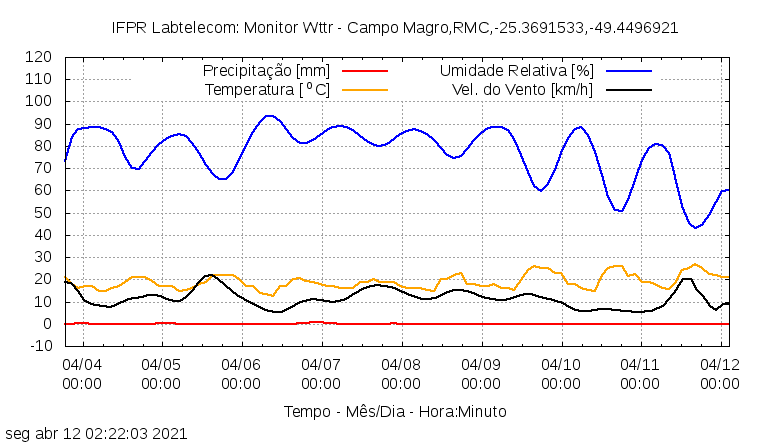 IFPR Labtelecom: Monitor Wttr - Campo Magro,RMC,-25.3691533,-49.4496921
Precipitação [mm]
Temperatura [⁰C]
Umidade Relativa [%]
Vel. do Vento [km/h]
120
110
100
90
80
70
60
50
40
30
20
10
0
-10
04/04 04/05 04/06 04/07 04/08 04/09 04/10 04/11 04/12
00:00 00:00 00:00 00:00 00:00 00:00 00:00 00:00 00:00
Tempo - Mês/Dia - Hora:Minuto
seg abr 12 02:22:03 2021